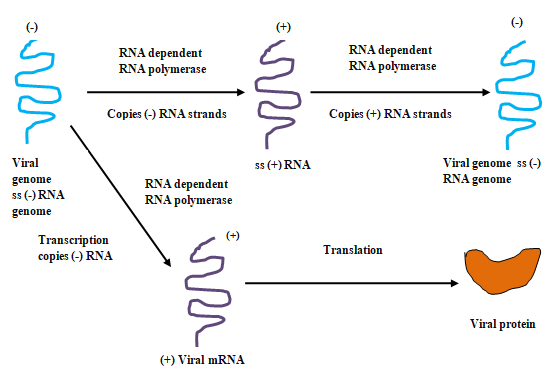 (-)
RNA dependent
RNA polymerase
Copies (-) RNA strands
(+)
ss (+) RNA
RNA dependent
RNA polymerase
Copies (+) RNA strands
(-)
Viral genome ss (-)
RNA genome
Viral
genome
ss (-) RNA
genome
RNA dependent
RNA polymerase
Transcription
copies (-) RNA
(+)
(+) Viral mRNA
Translation
Viral protein